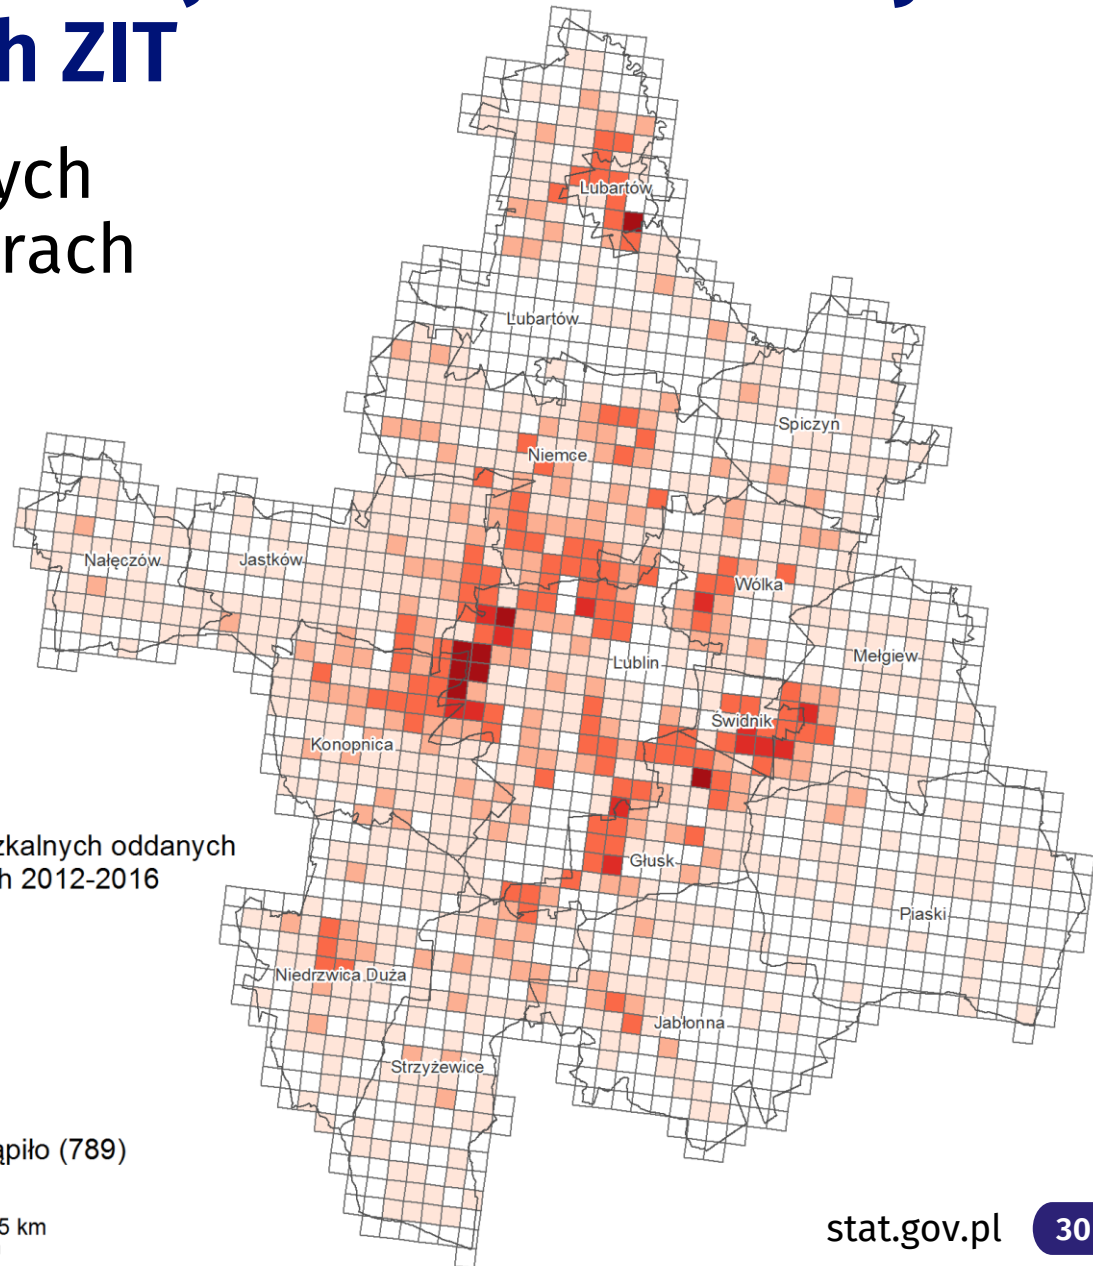 h ZIT
ych
rach
Lubartów
Lubartów
Spiczyn
Niemce
Nałęczów
Jastków
Wólka
Lublin
Mełgiew
Świdnik
Konopnica
zkalnych oddanych
h 2012-2016
Głusk
Piaski
Niedrzwica Duża
Jabłonna
Strzyżewice
ąpiło (789)
5 km
stat.gov.pl 30